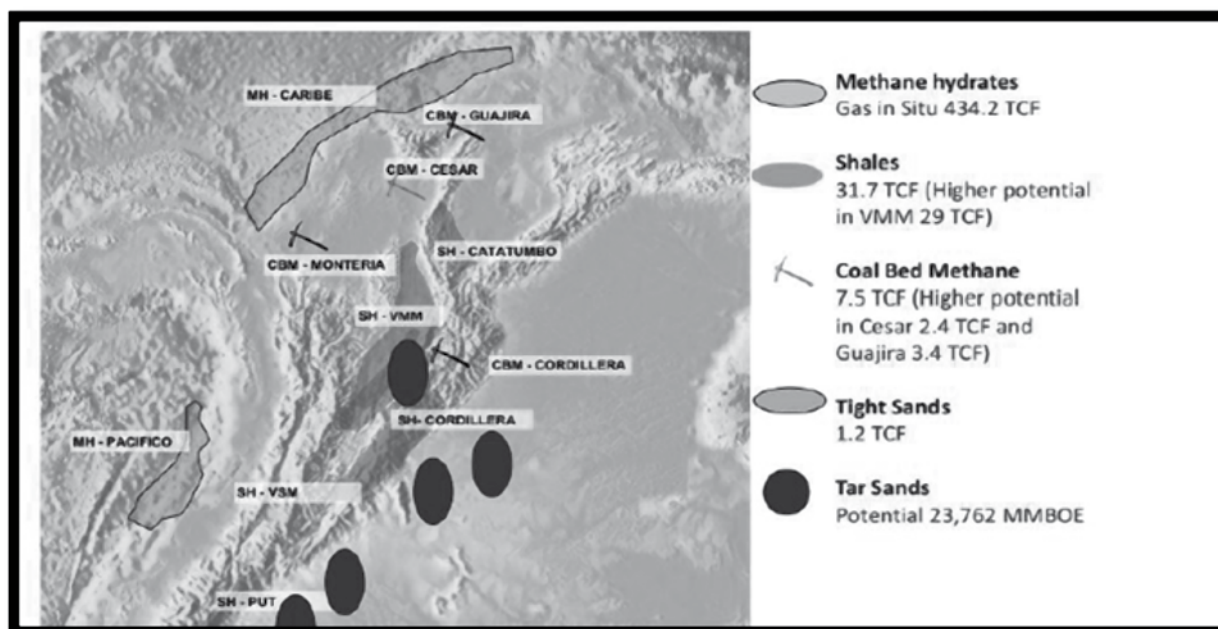 MH - CARIBE
CBM - GUAJIRA
CBM - CESAR
CBM - MONTERIA
SH - CATATUMBO
SH - VMM
CBM - CORDILLERA
SH- CORDILLERA
MH - PACIFICO
SH - VSM
SH - PUT
Methane hydrates
Gas in Situ 434.2 TCF
Shales
31.7 TCF (Higher potential
in VMM 29 TCF)
Coal Bed Methane
7.5 TCF (Higher potential
in Cesar 2.4 TCF and
Guajira 3.4 TCF)
Tight Sands
1.2 TCF
Tar Sands
Potential 23,762 MMBOE